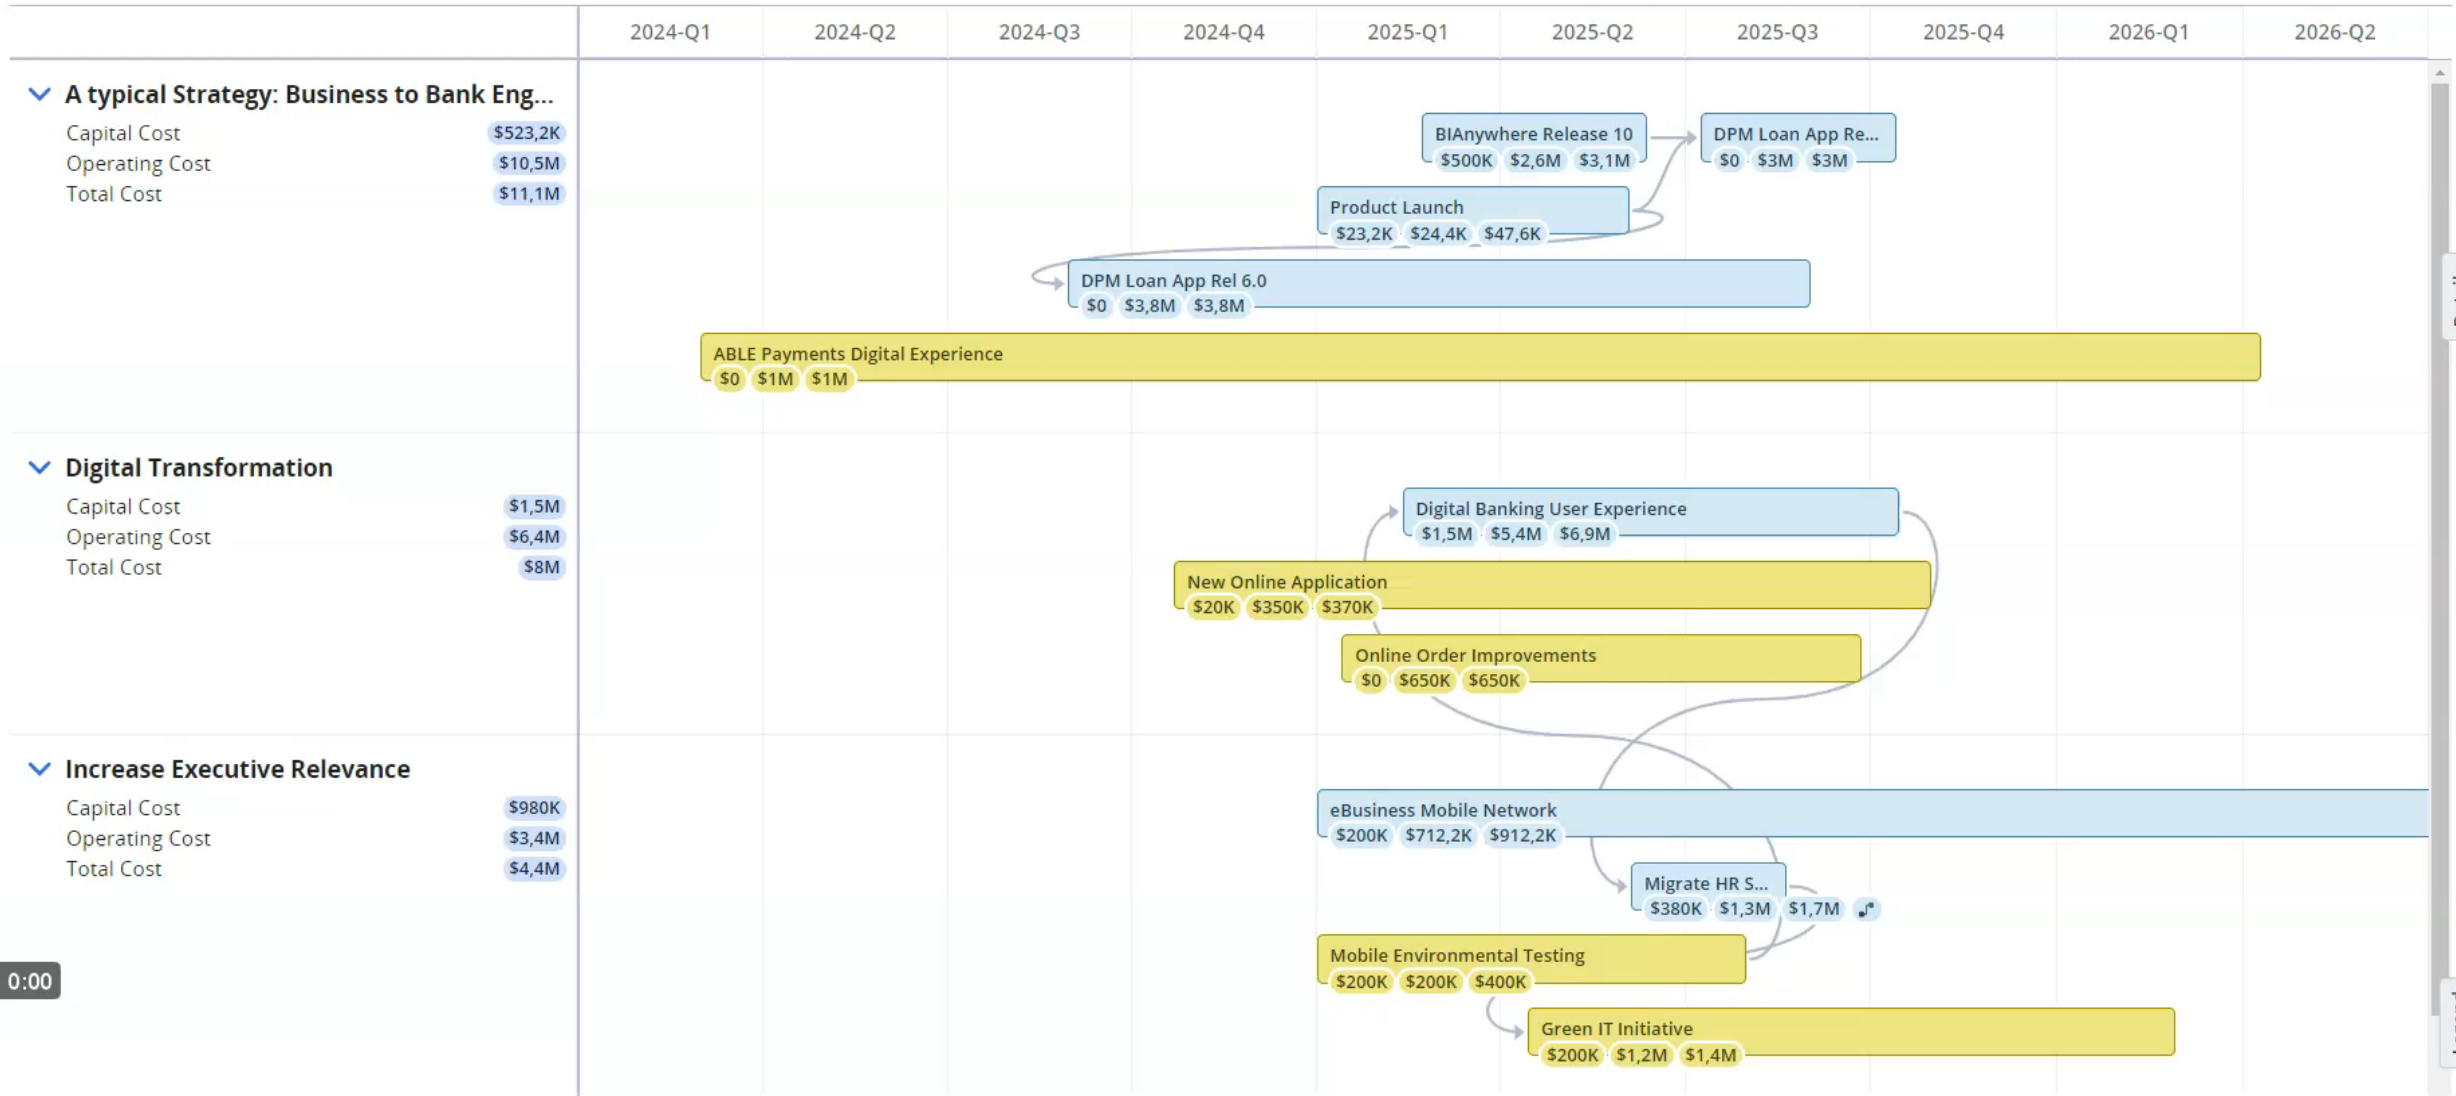 2024-Q1 2024-Q2 2024-Q3 2024-Q4 2025-Q1 2025-Q2 2025-Q3 2025-Q4 2026-Q1 2026-Q2
A typical Strategy: Business to Bank Eng...
Capital Cost $523,2K
Operating Cost $10,5M
Total Cost $11,1M
BIAnywhere Release 10
$500K $2,6M $3,1M
DPM Loan App Re...
$0 $3M $3M
Product Launch
$23,2K $24,4K $47,6K
DPM Loan App Rel 6.0
$0 $3,8M $3,8M
ABLE Payments Digital Experience
$0 $1M $1M
Digital Transformation
Capital Cost $1,5M
Operating Cost $6,4M
Total Cost $8M
Digital Banking User Experience
$1,5M $5,4M $6,9M
New Online Application
$20K $350K $370K
Online Order Improvements
$0 $650K $650K
Increase Executive Relevance
Capital Cost $980K
Operating Cost $3,4M
Total Cost $4,4M
eBusiness Mobile Network
$200K $712,2K $912,2K
Migrate HR S...
$380K $1,3M $1,7M
Mobile Environmental Testing
$200K $200K $400K
Green IT Initiative
$200K $1,2M $1,4M
0:00